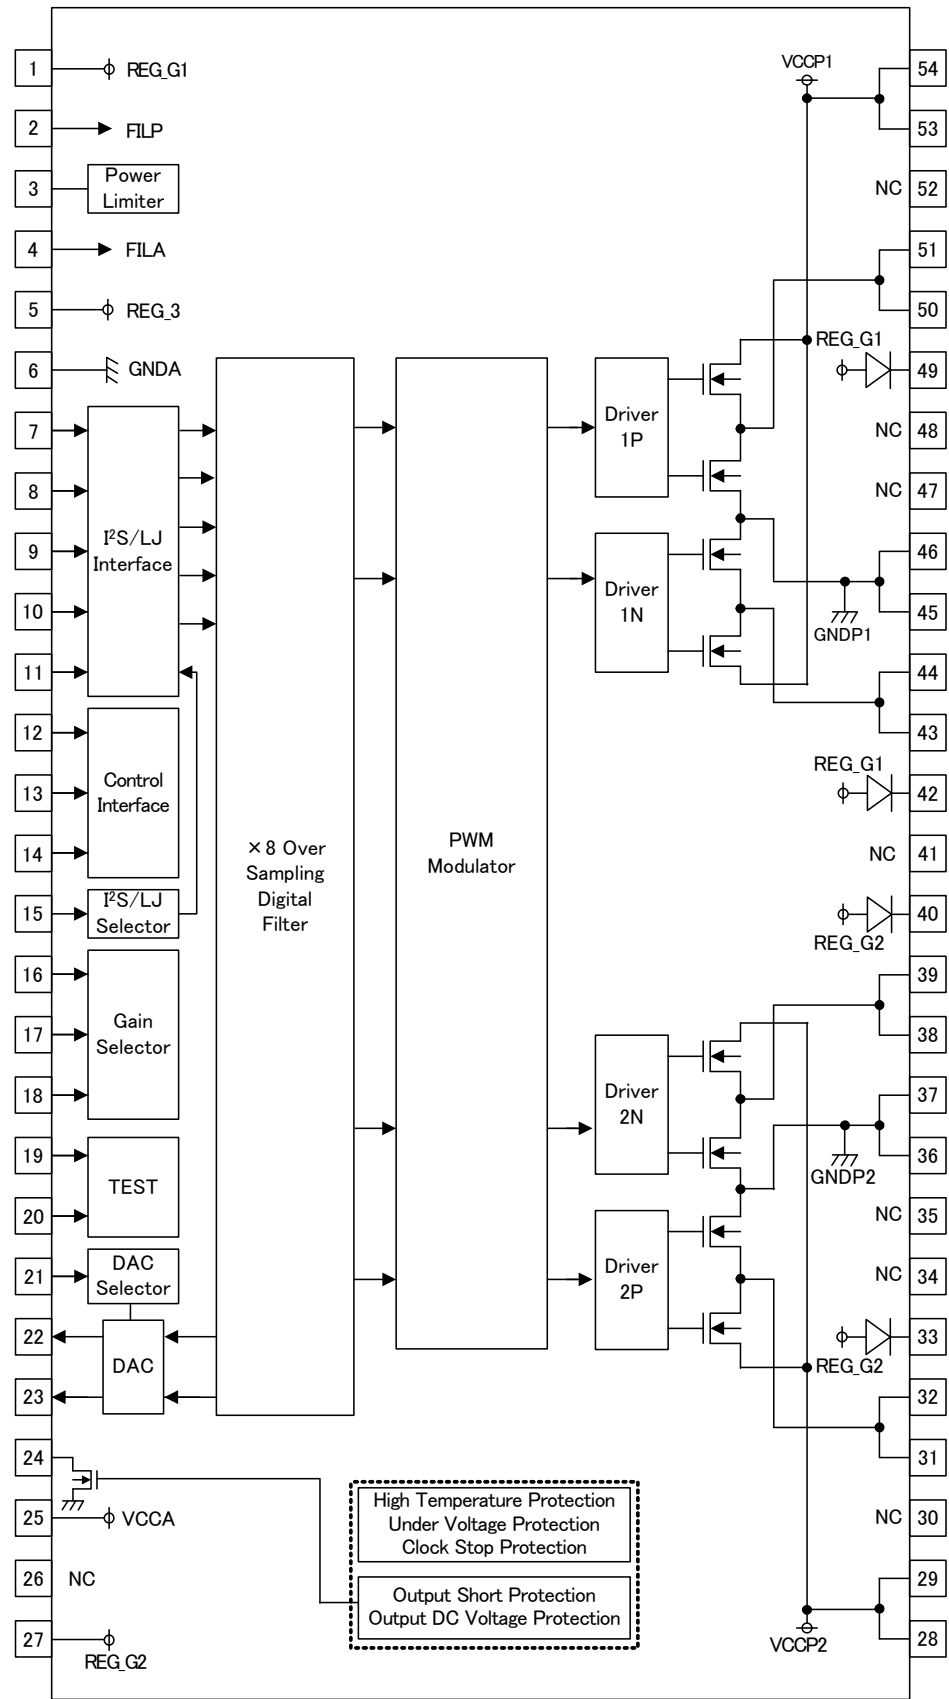 1
REG_G1
2
FILP
3
Power
Limiter
4
FILA
5
REG_3
6
GNDA
7
8
9
10
11
I²S/LJ
Interface
12
13
14
Control
Interface
15
I²S/LJ
Selector
16
17
18
Gain
Selector
19
20
TEST
21
DAC
Selector
22
23
DAC
24
25
VCCA
26
NC
27
REG_G2
×8 Over
Sampling
Digital
Filter
PWM
Modulator
Driver
1P
Driver
1N
Driver
2N
Driver
2P
High Temperature Protection
Under Voltage Protection
Clock Stop Protection
Output Short Protection
Output DC Voltage Protection
VCCP1
54
53
NC
52
51
50
REG_G1
49
NC
48
NC
47
46
45
GNDP1
44
43
REG_G1
42
NC
41
40
REG_G2
39
38
37
36
GNDP2
NC
35
NC
34
33
REG_G2
32
31
NC
30
29
28
VCCP2